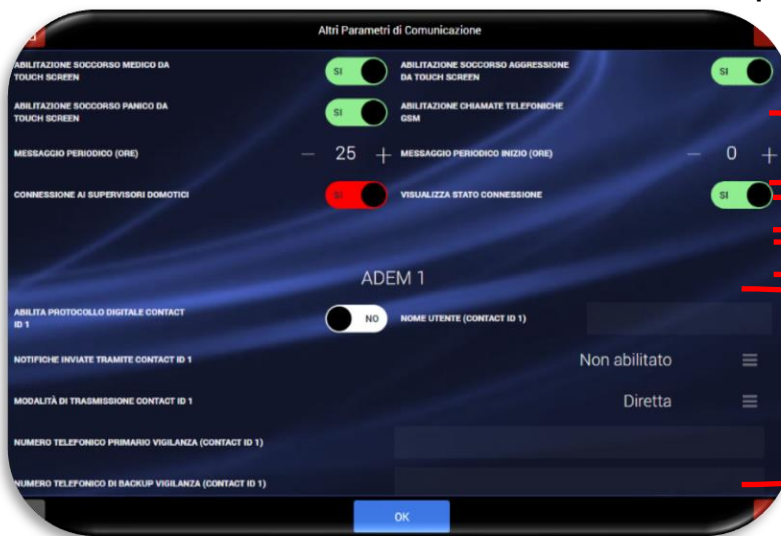 Altri Parametri di Comunicazione
ABILITAZIONE SOCCORSO MEDICO DA
TOUCH SCREEN
SI
ABILITAZIONE SOCCORSO AGGRESSIONE
DA TOUCH SCREEN
SI
ABILITAZIONE SOCCORSO PANICO DA
TOUCH SCREEN
SI
ABILITAZIONE CHIAMATE TELEFONICHE
GSM
MESSAGGIO PERIODICO (ORE)
— 25 +
MESSAGGIO PERIODICO INIZIO (ORE)
— 0 +
CONNESSIONE AI SUPERVISORI DOMOTICI
SI
VISUALIZZA STATO CONNESSIONE
SI
ADEM 1
ABILITA PROTOCOLLO DIGITALE CONTACT
ID 1
NO
NOME UTENTE (CONTACT ID 1)
NOTIFICHE INVIATE TRAMITE CONTACT ID 1
Non abilitato
MODALITÀ DI TRASMISSIONE CONTACT ID 1
Diretta
NUMERO TELEFONICO PRIMARIO VIGILANZA (CONTACT ID 1)
NUMERO TELEFONICO DI BACKUP VIGILANZA (CONTACT ID 1)
OK